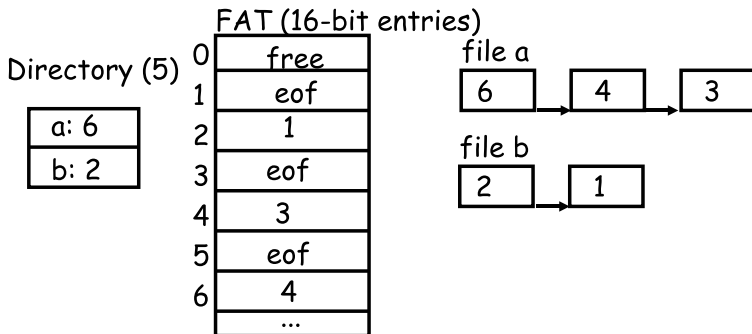 FAT (16-bit entries)
Directory (5)
a: 6
b: 2
0 free
1 eof
2 1
3 eof
4 3
5 eof
6 4
...
file a
6 4 3
file b
2 1